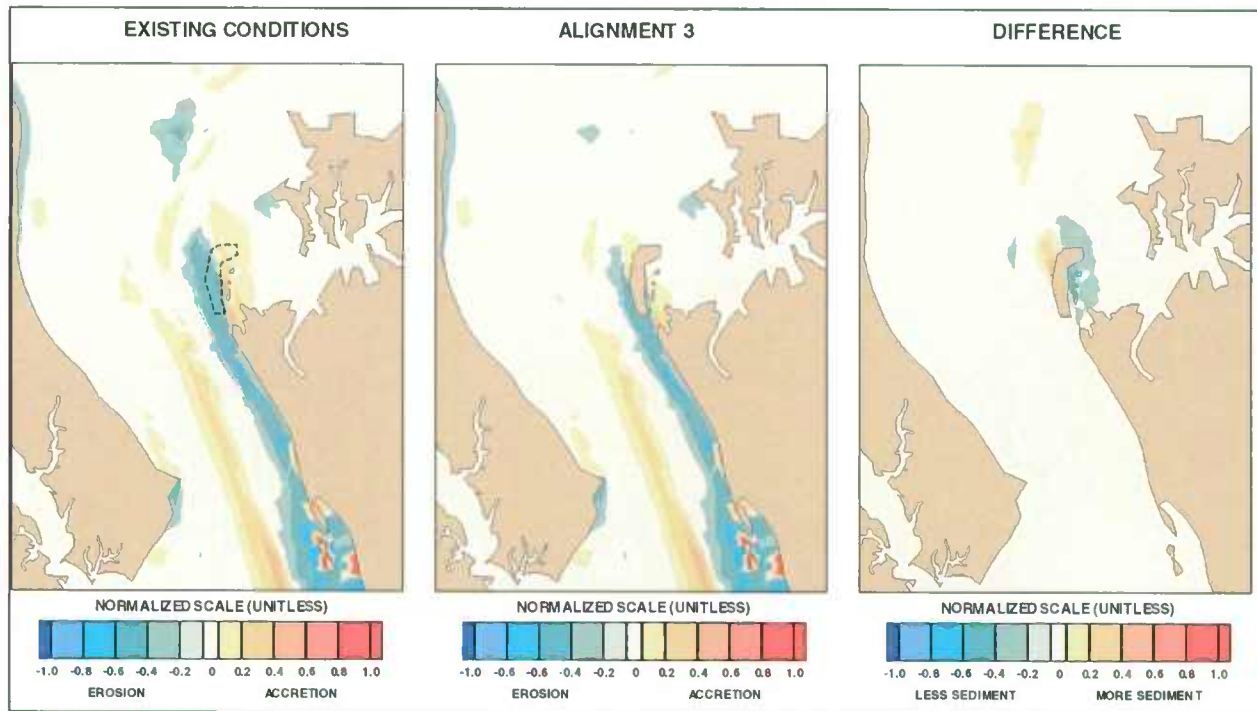 EXISTING CONDITIONS
ALIGNMENT 3
DIFFERENCE
NORMALIZED SCALE (UNITLESS)
-1.0 -0.8 -0.6 -0.4 -0.2 0 0.2 0.4 0.6 0.8 1.0
EROSION ACCRETION
NORMALIZED SCALE (UNITLESS)
-1.0 -0.8 -0.6 -0.4 -0.2 0 0.2 0.4 0.6 0.8 1.0
EROSION ACCRETION
NORMALIZED SCALE (UNITLESS)
-1.0 -0.8 -0.6 -0.4 -0.2 0 0.2 0.4 0.6 0.8 1.0
LESS SEDIMENT MORE SEDIMENT